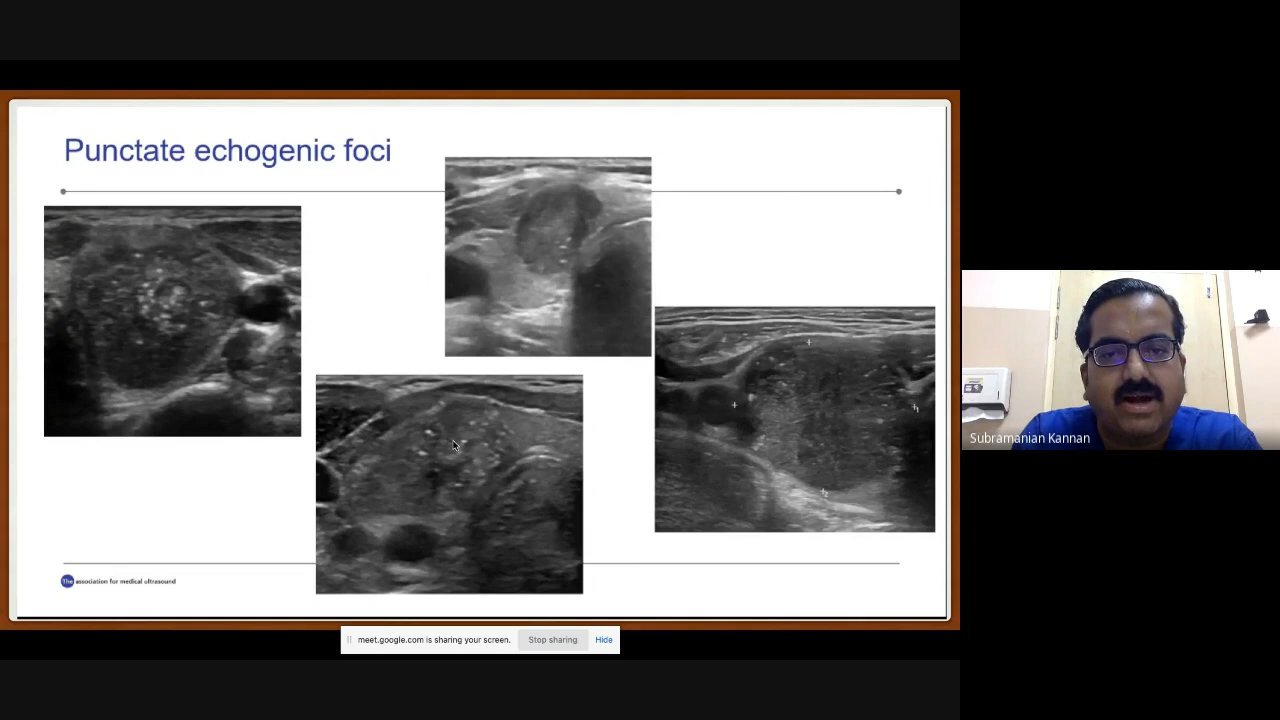 Punctate echogenic foci
The association for medical ultrasound
meet.google.com is sharing your screen.
Stop sharing
Hide
Subramanian Kannan